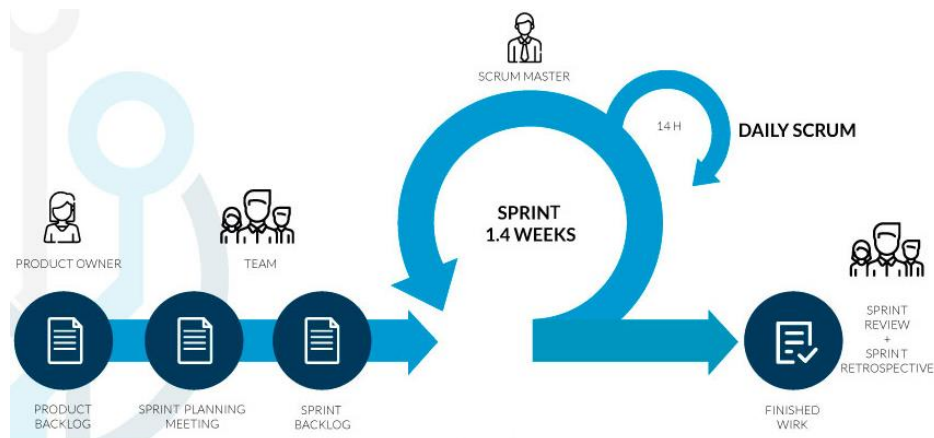 SCRUM MASTER
14 H
DAILY SCRUM
SPRINT
1.4 WEEKS
PRODUCT OWNER
TEAM
SPRINT
REVIEW
+
SPRINT
RETROSPECTIVE
PRODUCT
BACKLOG
SPRINT PLANNING
MEETING
SPRINT
BACKLOG
FINISHED
WIRK